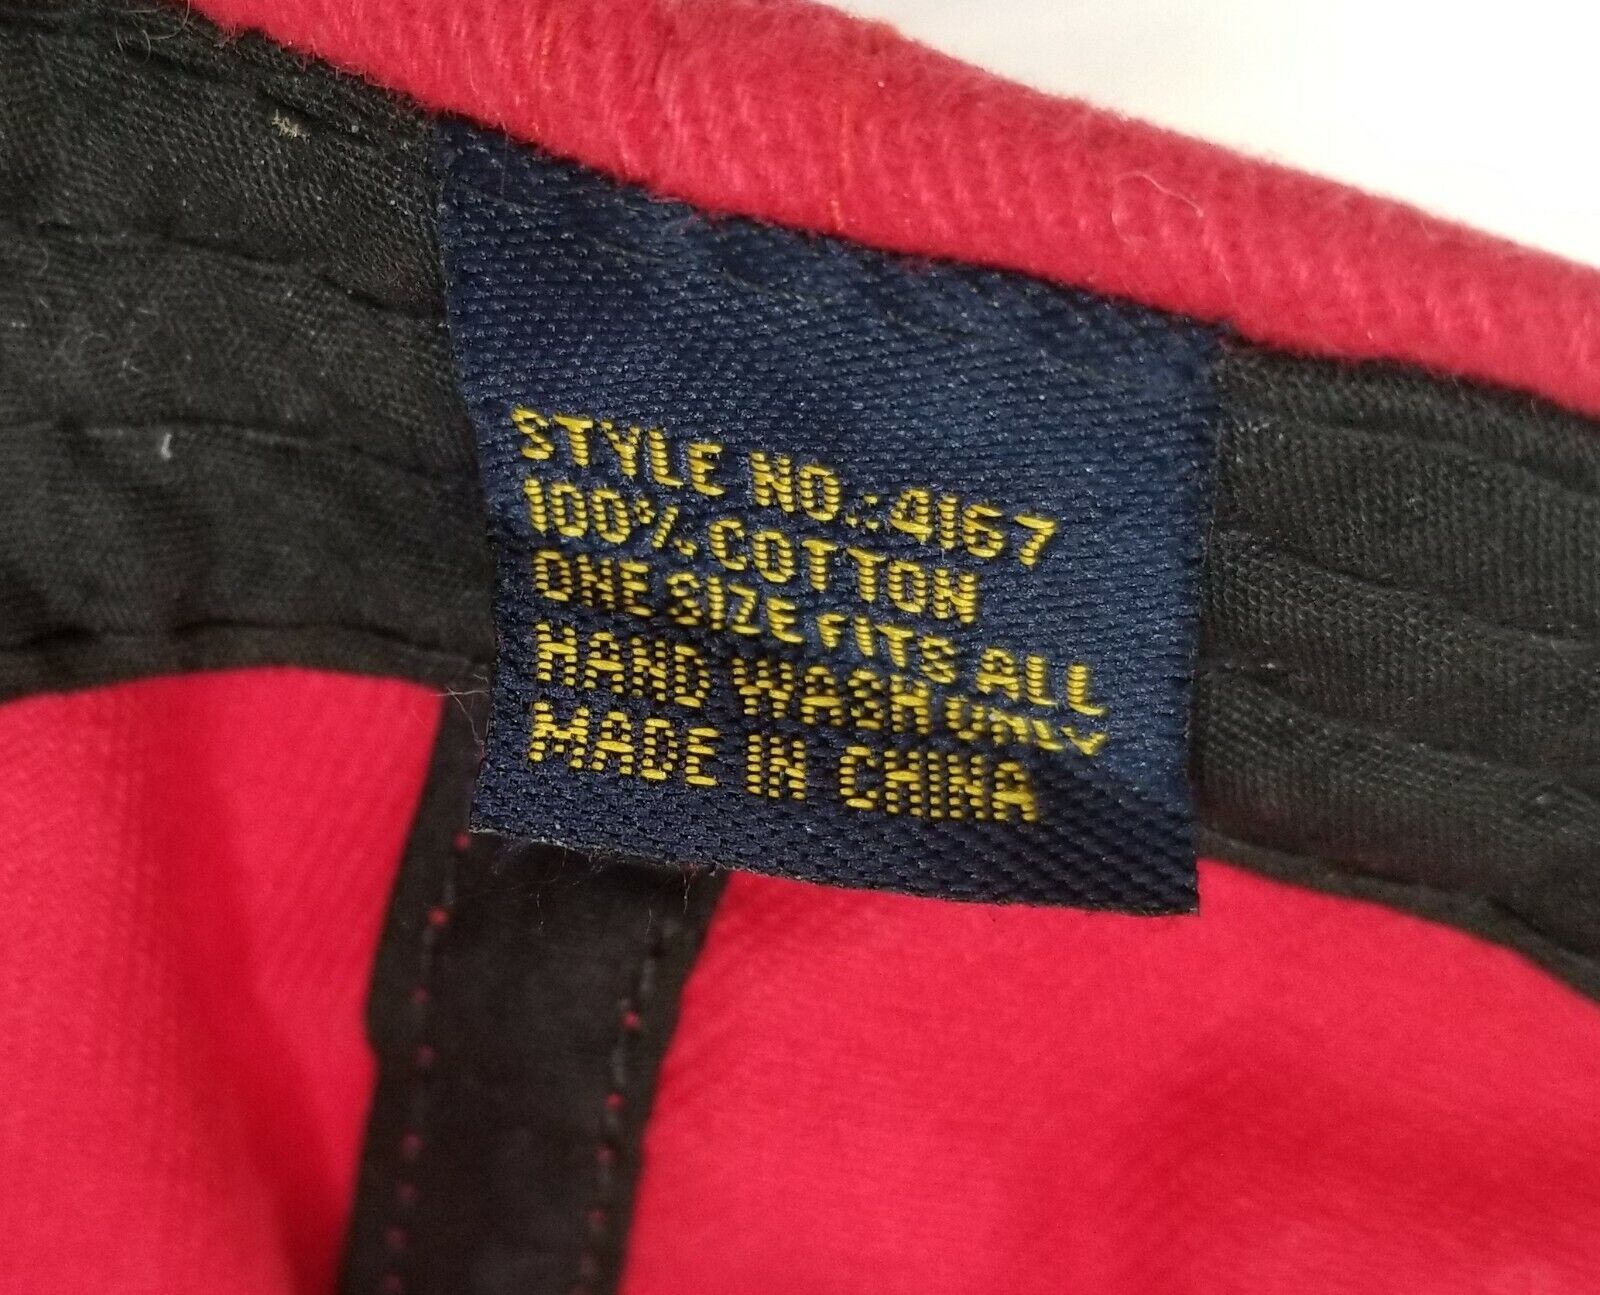 STYLE NO.:4167
100% COTTON
ONE SIZE FITS ALL
HAND WASH ONLY
MADE IN CHINA